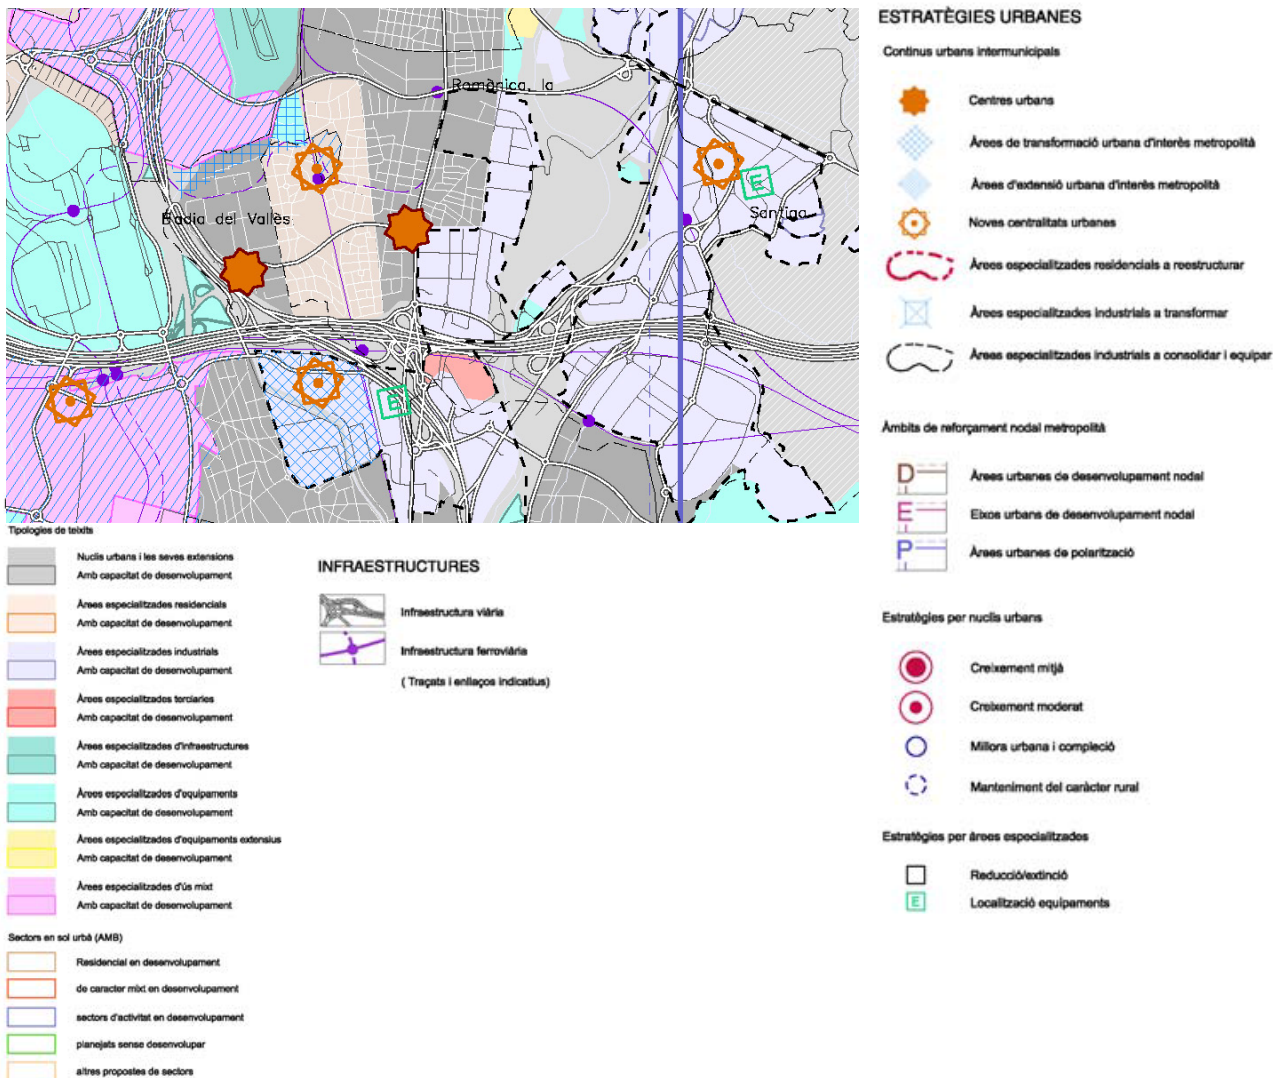 Romànica, la
Badia del Vallès
Santiga
E
E
ESTRATÈGIES URBANES
Continus urbans intermunicipals
Centres urbans
Àrees de transformació urbana d'interès metropolità
Àrees d'extensió urbana d'interès metropolità
Noves centralitats urbanes
Àrees especialitzades residencials a reestructurar
Àrees especialitzades industrials a transformar
Àrees especialitzades industrials a consolidar i equipar
Àmbits de reforçament nodal metropolità
D
Àrees urbanes de desenvolupament nodal
E
Eixos urbans de desenvolupament nodal
P
Àrees urbanes de polarització
Estratègies per nuclis urbans
Creixement mitjà
Creixement moderat
Millora urbana i compleció
Manteniment del caràcter rural
Estratègies per àrees especialitzades
Reducció/extinció
E
Localització equipaments
Tipologies de teixits
Nuclis urbans i les seves extensions
Amb capacitat de desenvolupament
Àrees especialitzades residencials
Amb capacitat de desenvolupament
Àrees especialitzades industrials
Amb capacitat de desenvolupament
Àrees especialitzades terciaries
Amb capacitat de desenvolupament
Àrees especialitzades d'infraestructures
Amb capacitat de desenvolupament
Àrees especialitzades d'equipaments
Amb capacitat de desenvolupament
Àrees especialitzades d'equipaments extensius
Amb capacitat de desenvolupament
Àrees especialitzades d'ús mixt
Amb capacitat de desenvolupament
Sectors en sol urbà (AMB)
Residencial en desenvolupament
de caracter mixt en desenvolupament
sectors d'activitat en desenvolupament
planejats sense desenvolupar
altres propostes de sectors
INFRAESTRUCTURES
Infraestructura viària
Infraestructura ferroviària
( Traçats i enllaços indicatius)